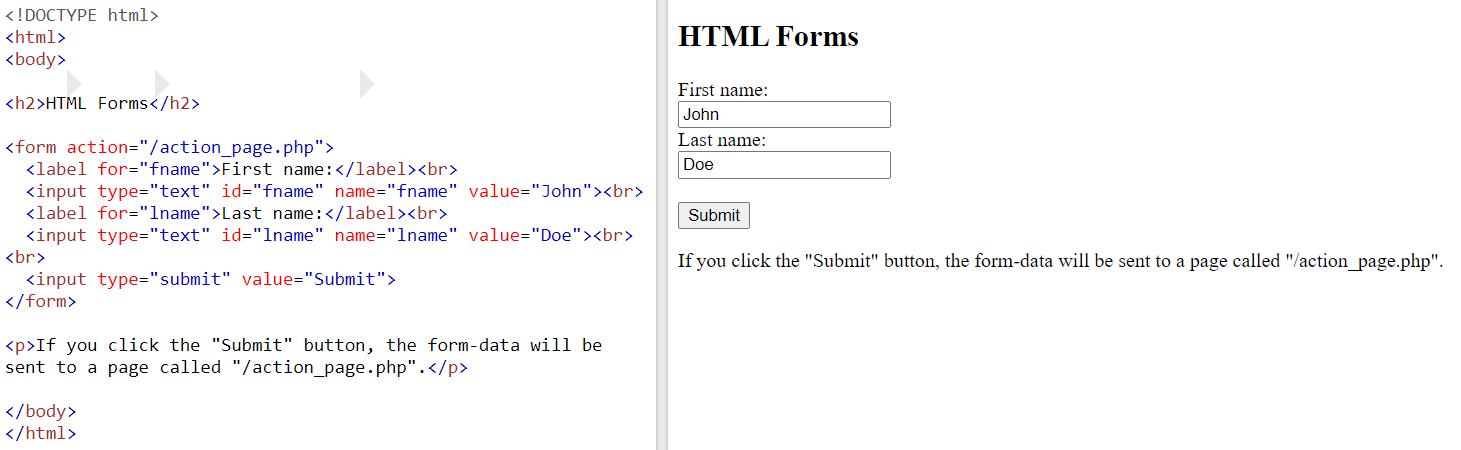 <!DOCTYPE html>
<html>
<body>
<h2>HTML Forms</h2>
<form action="/action_page.php">
<label for="fname">First name:</label><br>
<input type="text" id="fname" name="fname" value="John"><br>
<label for="lname">Last name:</label><br>
<input type="text" id="lname" name="lname" value="Doe"><br>
<br>
<input type="submit" value="Submit">
</form>
<p>If you click the "Submit" button, the form-data will be
sent to a page called "/action_page.php".</p>
</body>
</html>
HTML Forms
First name:
John
Last name:
Doe
Submit
If you click the "Submit" button, the form-data will be sent to a page called "/action_page.php".